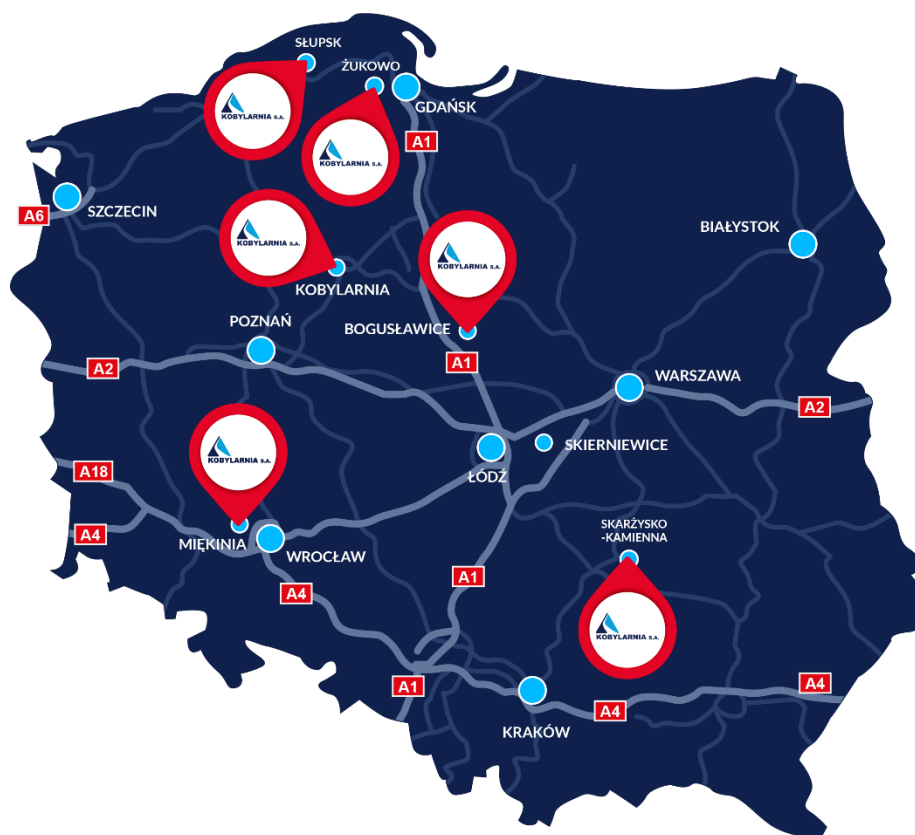 SŁUPSK
ŻUKOWO
KOBYLARNIA S.A.
GDAŃSK
A1
KOBYLARNIA S.A.
A6
SZCZECIN
BIAŁYSTOK
KOBYLARNIA S.A.
KOBYLARNIA S.A.
KOBYLARNIA
POZNAŃ
BOGUSŁAWICE
A1
A2
WARSZAWA
A2
KOBYLARNIA S.A.
SKIERNIEWICE
ŁÓDŹ
A18
A4
MIĘKINIA
WROCŁAW
SKARŻYSKO
-KAMIENNA
A1
A4
KOBYLARNIA S.A.
A1
A4
A4
KRAKÓW